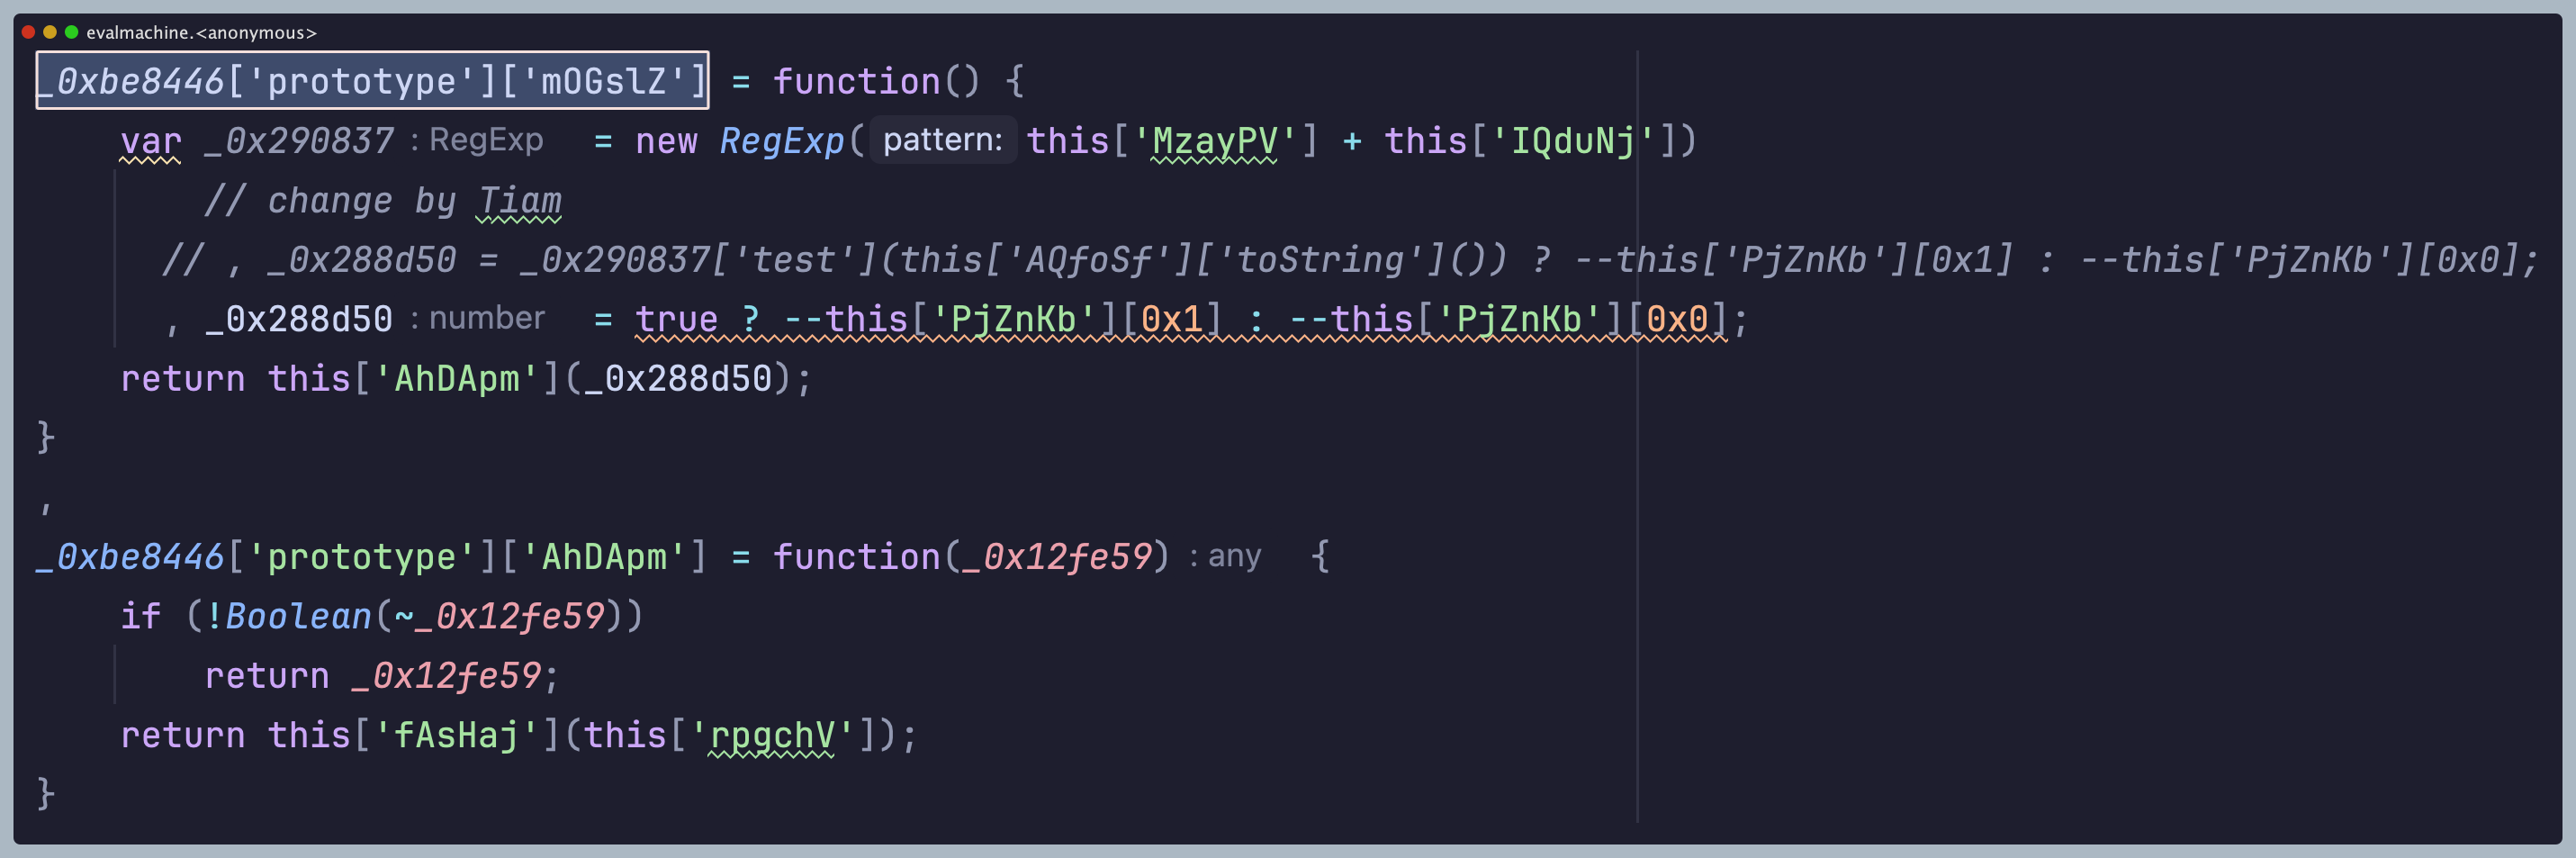 evalmachine.<anonymous>
_0xbe8446['prototype']['mOGslZ'] = function() {
var _0x290837 : RegExp = new RegExp( pattern: this['MzayPV'] + this['IQduNj'])
// change by Tiam
// , _0x288d50 = _0x290837['test'](this['AQfoSf']['toString']()) ? --this['PjZnKb'][0x1] : --this['PjZnKb'][0x0];
, _0x288d50 : number = true ? --this['PjZnKb'][0x1] : --this['PjZnKb'][0x0];
return this['AhDApm'](_0x288d50);
}
,
_0xbe8446['prototype']['AhDApm'] = function(_0x12fe59) : any {
if (!Boolean(~_0x12fe59))
return _0x12fe59;
return this['fAsHaj'](this['rpgchV']);
}